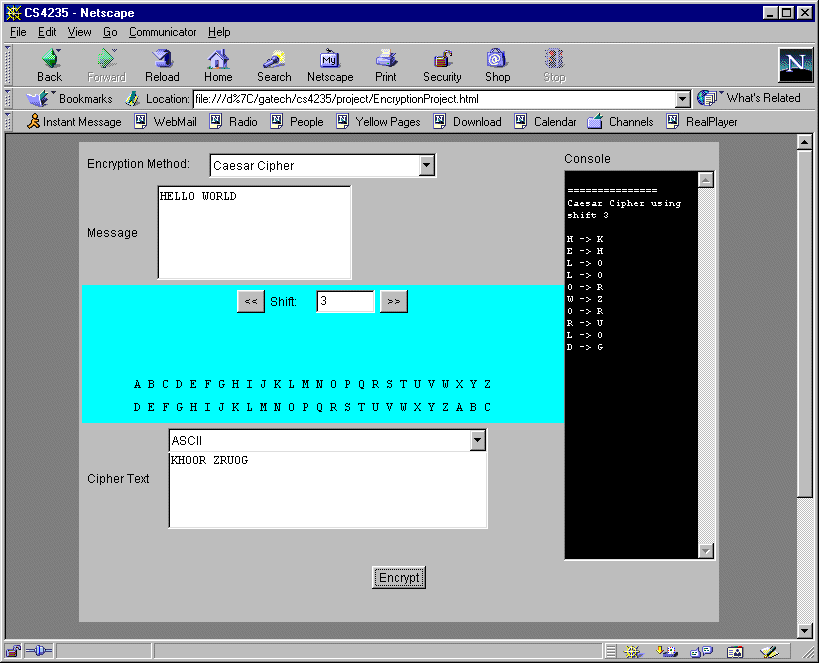 CS4235 - Netscape
File Edit View Go Communicator Help
My
N
Back Forward Reload Home Search Netscape Print Security Shop Stop
Bookmarks Location: file:///d%7C/gatech/cs4235/project/EncryptionProject.html What's Related
Instant Message WebMail Radio People Yellow Pages Download Calendar Channels RealPlayer
Encryption Method: Caesar Cipher
Message
HELLO WORLD
<< Shift: 3 >>
A B C D E F G H I J K L M N O P Q R S T U V W X Y Z
D E F G H I J K L M N O P Q R S T U V W X Y Z A B C
ASCII
Cipher Text
KHOOR ZRUOG
Encrypt
Console
===============
Caesar Cipher using
shift 3
H -> K
E -> H
L -> O
L -> O
O -> R
W -> Z
O -> R
R -> U
L -> O
D -> G